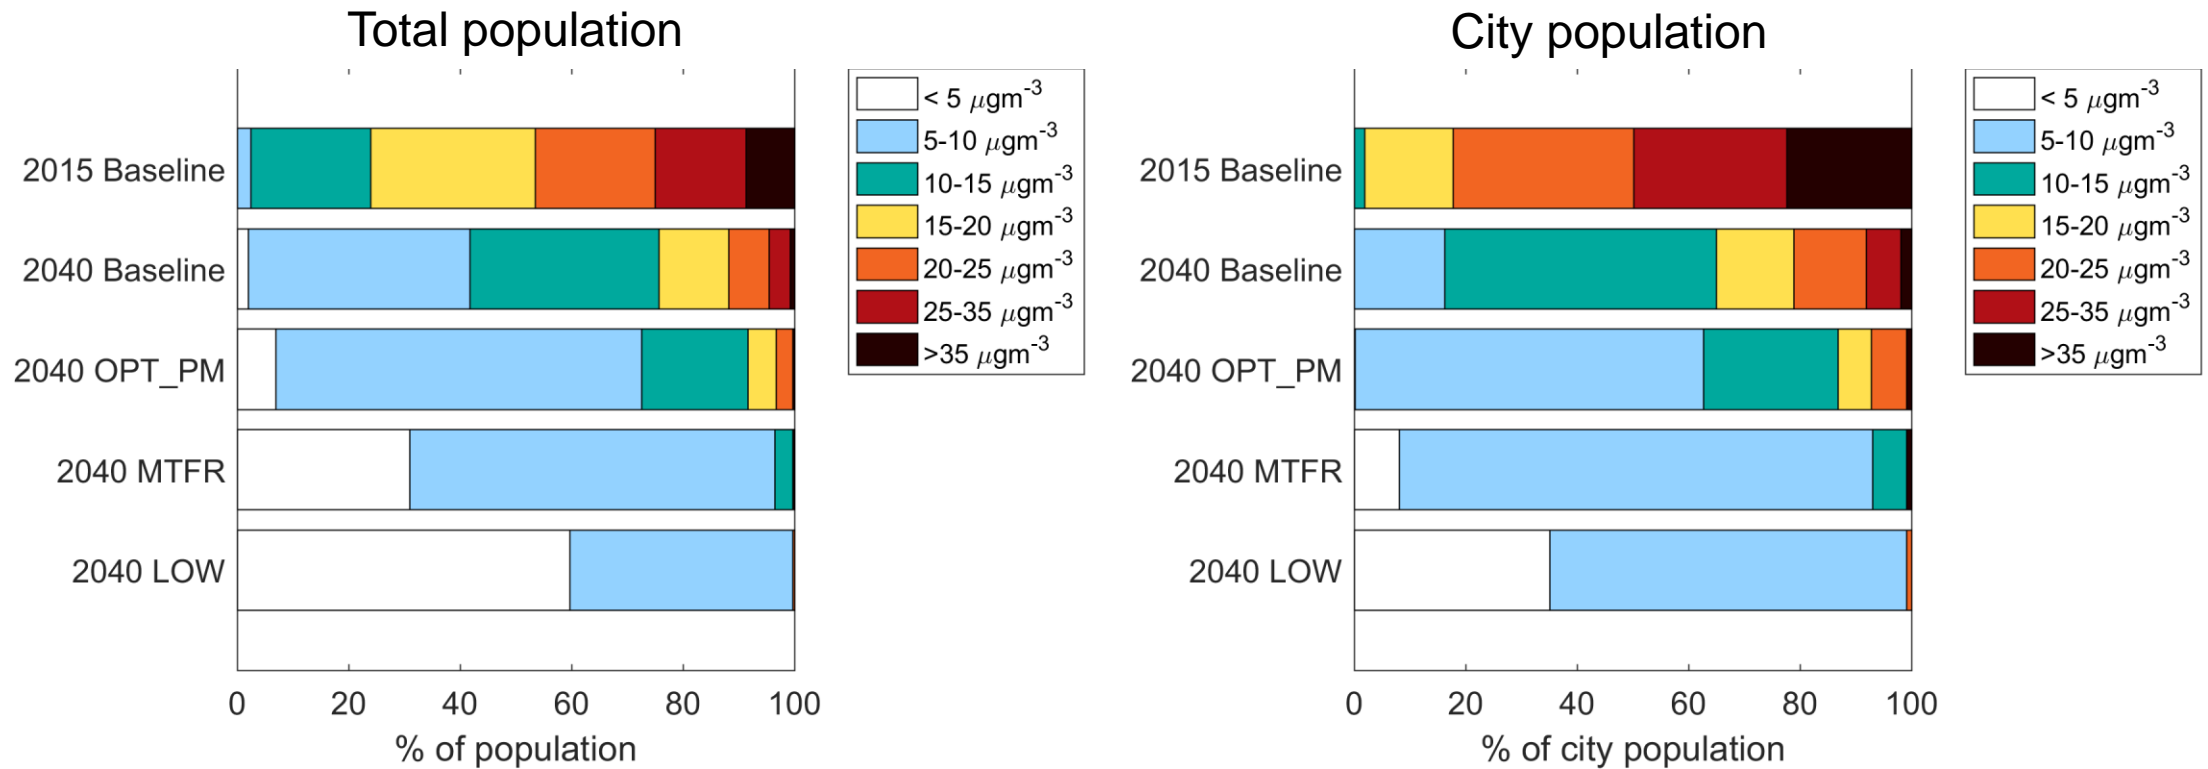 Total population
2015 Baseline
2040 Baseline
2040 OPT_PM
2040 MTFR
2040 LOW
0 20 40 60 80 100
% of population
< 5 μgm⁻³
5-10 μgm⁻³
10-15 μgm⁻³
15-20 μgm⁻³
20-25 μgm⁻³
25-35 μgm⁻³
>35 μgm⁻³
City population
2015 Baseline
2040 Baseline
2040 OPT_PM
2040 MTFR
2040 LOW
0 20 40 60 80 100
% of city population
< 5 μgm⁻³
5-10 μgm⁻³
10-15 μgm⁻³
15-20 μgm⁻³
20-25 μgm⁻³
25-35 μgm⁻³
>35 μgm⁻³